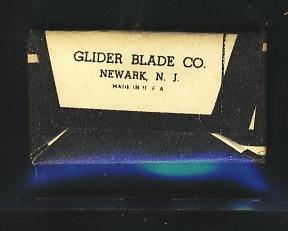 GLIDER BLADE CO.
NEWARK, N. J.
MADE IN U S A